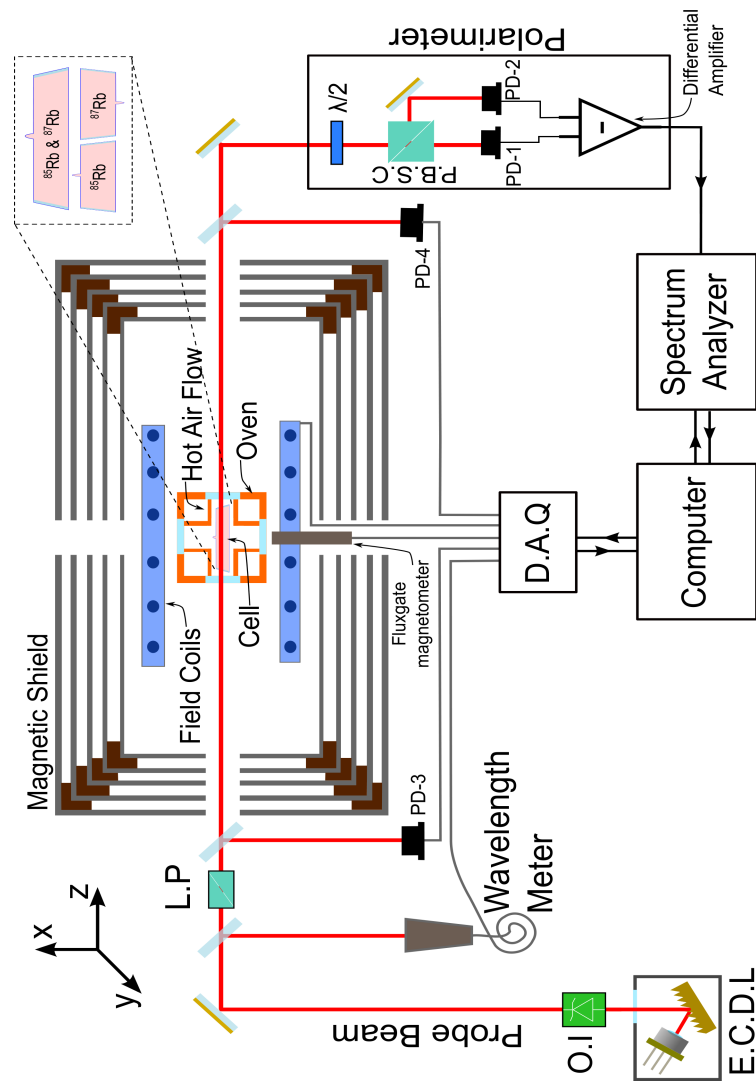 ⁸⁵Rb & ⁸⁷Rb
⁸⁵Rb
⁸⁷Rb
Magnetic Shield
Field Coils
Hot Air Flow
Cell
Oven
Fluxgate
magnetometer
x
z
y
L.P
PD-3
PD-4
λ/2
P.B.S.C
PD-1
PD-2
Polarimeter
Differential
Amplifier
Probe Beam
Wavelength
Meter
O.I
E.C.D.L
D.A.Q
Computer
Spectrum
Analyzer